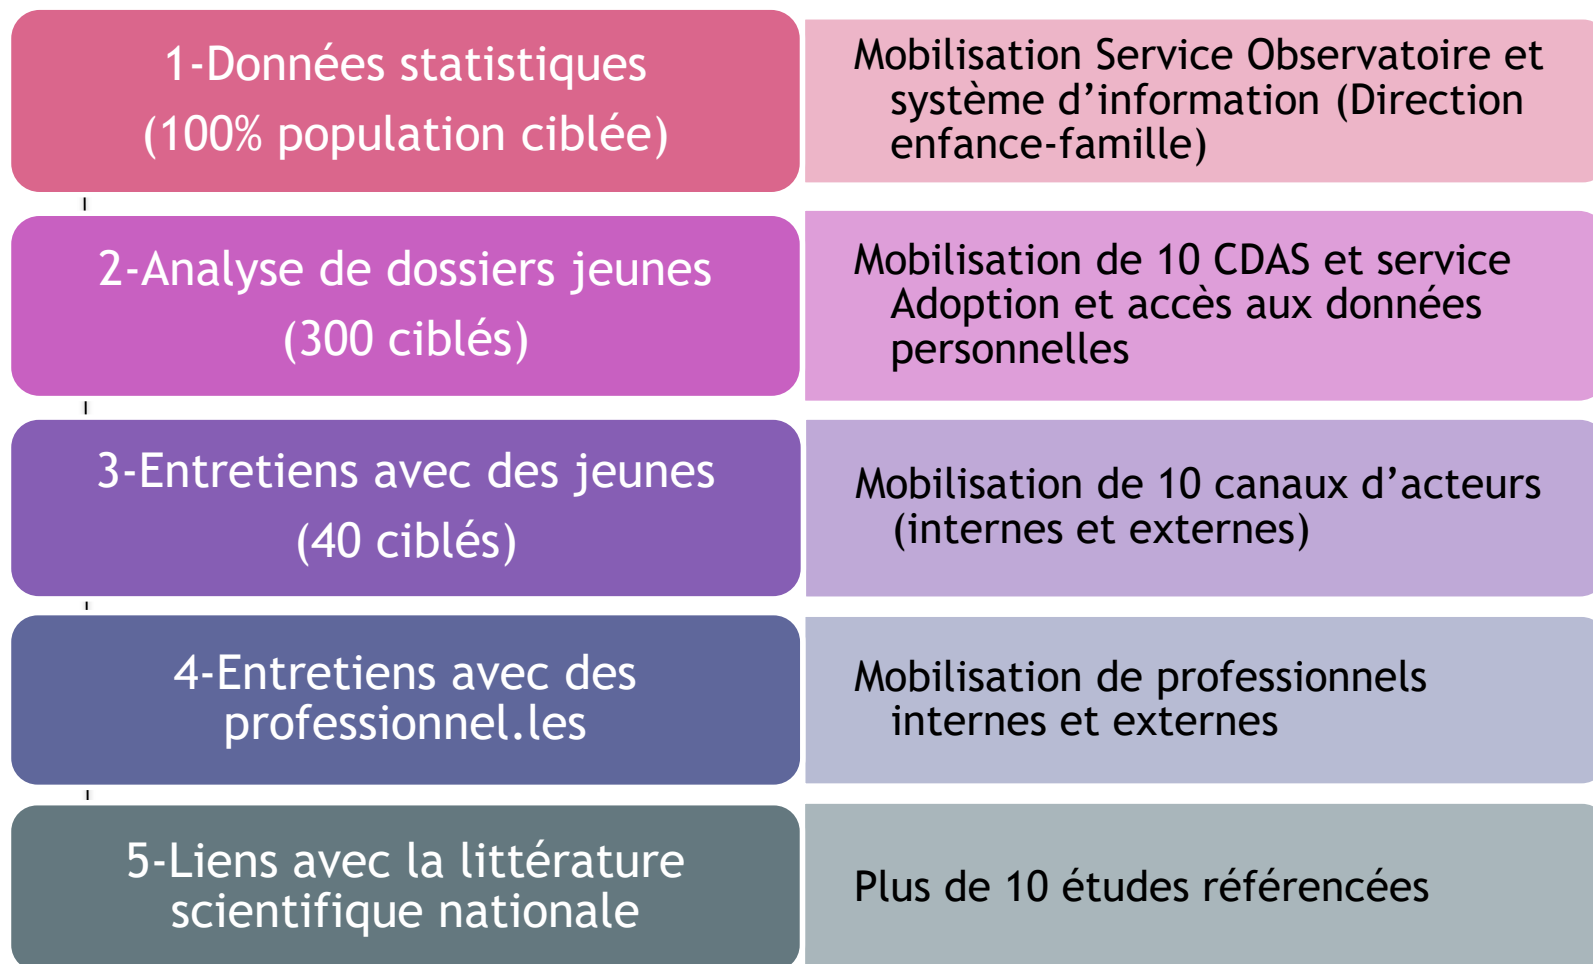 1-Données statistiques
(100% population ciblée)
Mobilisation Service Observatoire et
système d’information (Direction
enfance-famille)
2-Analyse de dossiers jeunes
(300 ciblés)
Mobilisation de 10 CDAS et service
Adoption et accès aux données
personnelles
3-Entretiens avec des jeunes
(40 ciblés)
Mobilisation de 10 canaux d’acteurs
(internes et externes)
4-Entretiens avec des
professionnel.les
Mobilisation de professionnels
internes et externes
5-Liens avec la littérature
scientifique nationale
Plus de 10 études référencées